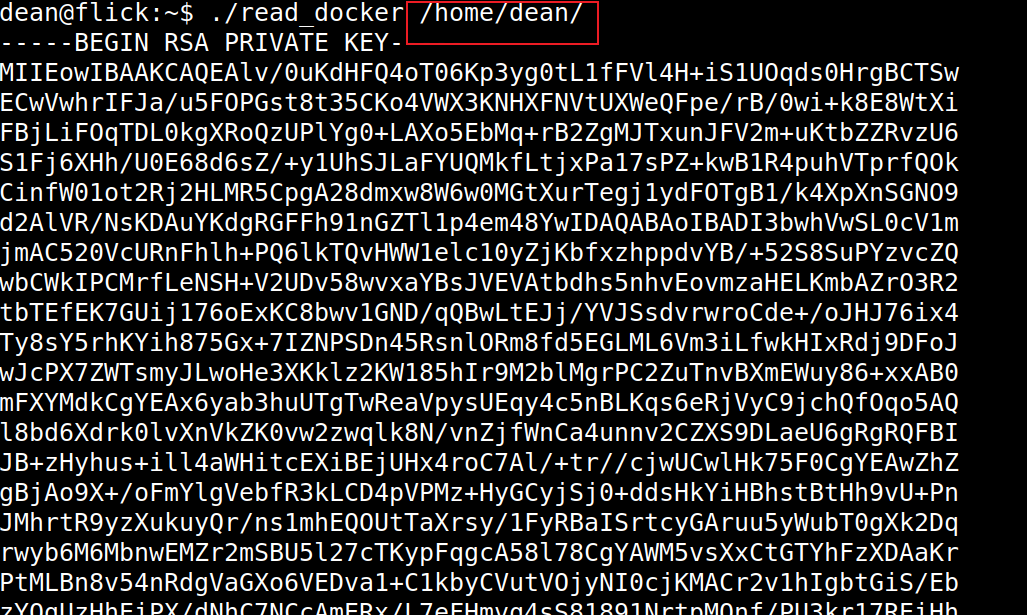 dean@flick:~$ ./read_docker /home/dean/
-----BEGIN RSA PRIVATE KEY-
MIIEowIBAAKCAQEAlv/0uKdHFQ4oT06Kp3yg0tL1fFVl4H+iS1UOqds0HrgBCTSw
ECwVwhrIFJa/u5FOPGst8t35CKo4VWX3KNHXFNVtUXWeQFpe/rB/0wi+k8E8WtXi
FBjLiFOqTDL0kgXRoQzUPlYg0+LAXo5EbMq+rB2ZgMJTxunJFV2m+uKtbZZRvzU6
S1Fj6XHh/U0E68d6sZ/+y1UhSJLaFYUQMkfLtjxPa17sPZ+kwB1R4puhVTprfQOk
CinfW01ot2Rj2HLMR5CpgA28dmxw8W6w0MGtXurTegj1ydFOTgB1/k4XpXnSGNO9
d2AlVR/NsKDAuYKdgRGFFh91nGZTl1p4em48YwIDAQABAoIBADI3bwhVwSL0cV1m
jmAC520VcURnFhlh+PQ6lkTQvHWW1elc10yZjKbfxzhppdvYB/+52S8SuPYzvcZQ
wbCWkIPCMrfLeNSH+V2UDv58wvxaYBsJVEVAtbdhs5nhvEovmzaHELKmbAZrO3R2
tbTEfEK7GUij176oExKC8bwv1GND/qQBwLtEJj/YVJSsdvrwroCde+/oJHJ76ix4
Ty8sY5rhKYih875Gx+7IZNPSDn45RsnlORm8fd5EGLML6Vm3iLfwkHIxRdj9DFoJ
wJcPX7ZWTsmyJLwoHe3XKklz2KW185hIr9M2blMgrPC2ZuTnvBXmEWuy86+xxAB0
mFXYMdkCgYEAx6yab3huUTgTwReaVpysUEqy4c5nBLKqs6eRjVyC9jchQfOqo5AQ
l8bd6Xdrk0lvXnVkZK0vw2zwqlk8N/vnZjfWnCa4unnv2CZXS9DLaeU6gRgRQFBI
JB+zHyhus+ill4aWHitcEXiBEjUHx4roC7Al/+tr//cjwUCwlHk75F0CgYEAwZhZ
gBjAo9X+/oFmYlgVebfR3kLCD4pVPMz+HyGCyjSj0+ddsHkYiHBhstBtHh9vU+Pn
JMhrtR9yzXukuyQr/ns1mhEQOUtTaXrsy/1FyRBaISrtcyGAruu5yWubT0gXk2Dq
rwyb6M6MbnwEMZr2mSBU5l27cTKypFqgcA58l78CgYAWM5vsXxCtGTYhFzXDAaKr
PtMLBn8v54nRdgVaGXo6VEDva1+C1kbyCVutVOjyNI0cjKMACr2v1hIgbtGiS/Eb